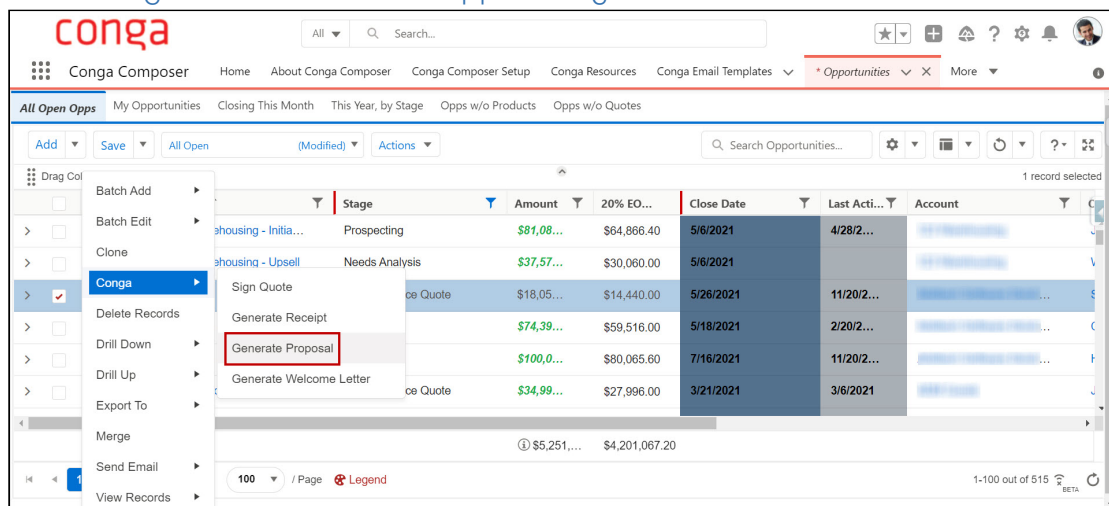 conga
All Search...
Conga Composer Home About Conga Composer Conga Composer Setup Conga Resources Conga Email Templates * Opportunities More
All Open Opps My Opportunities Closing This Month This Year, by Stage Opps w/o Products Opps w/o Quotes
Add Save All Open (Modified) Actions Search Opportunities... ?
Drag Col 1 record selected
Stage Amount 20% EO... Close Date Last Acti... Account
ehousing - Initia... Prospecting $81,08... $64,866.40 5/6/2021 4/28/2...
ehousing - Upsell Needs Analysis $37,57... $30,060.00 5/6/2021
ce Quote $18,05... $14,440.00 5/26/2021 11/20/2...
$74,39... $59,516.00 5/18/2021 2/20/2...
$100,0... $80,065.60 7/16/2021 11/20/2...
ce Quote $34,99... $27,996.00 3/21/2021 3/6/2021
Batch Add
Batch Edit
Clone
Conga
Delete Records
Drill Down
Drill Up
Export To
Merge
Send Email
View Records
Sign Quote
Generate Receipt
Generate Proposal
Generate Welcome Letter
$5,251,... $4,201,067.20
1 100 / Page Legend 1-100 out of 515 BETA